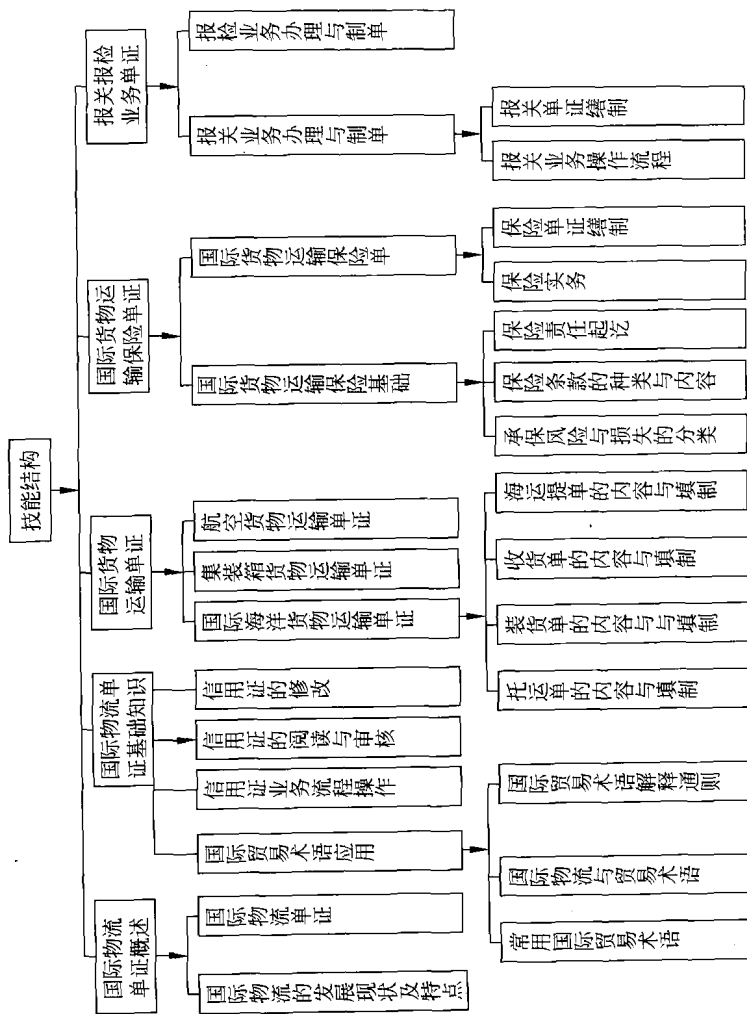 技能结构
国际物流
单证概述
国际物流单
证基础知识
国际货物
运输单证
国际货物运
输保险单证
报关报检
业务单证
国际物流的发展现状及特点
国际物流单证
国际贸易术语应用
信用证业务流程操作
信用证的阅读与审核
信用证的修改
国际海洋货物运输单证
集装箱货物运输单证
航空货物运输单证
国际货物运输保险基础
国际货物运输保险单
报关业务办理与制单
报检业务办理与制单
常用国际贸易术语
国际物流与贸易术语
国际贸易术语解释通则
托运单的内容与填制
装货单的内容与与填制
收货单的内容与填制
海运提单的内容与填制
承保风险与损失的分类
保险条款的种类与内容
保险责任起讫
保险实务
保险单证缮制
报关业务操作流程
报关单证缮制